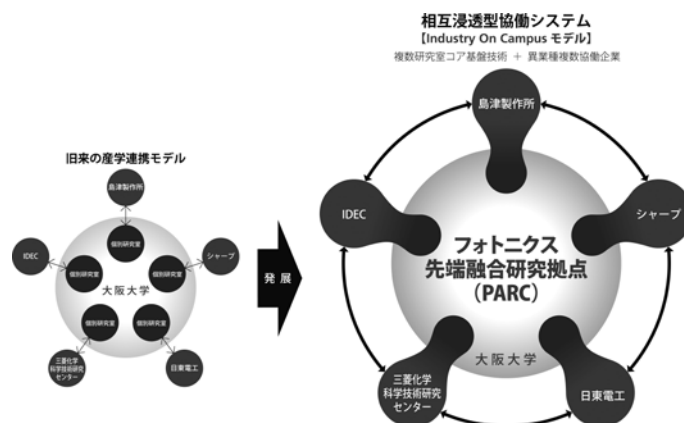 相互浸透型協働システム
【Industry On Campus モデル】
複数研究室コア基盤技術 + 異業種複数協働企業
島津製作所
IDEC
シャープ
フォトニクス
先端融合研究拠点
(PARC)
大阪大学
三菱化学
科学技術研究
センター
日東電工
旧来の産学連携モデル
島津製作所
個別研究室
IDEC
シャープ
個別研究室
個別研究室
大阪大学
個別研究室
個別研究室
三菱化学
科学技術研究
センター
日東電工
発展